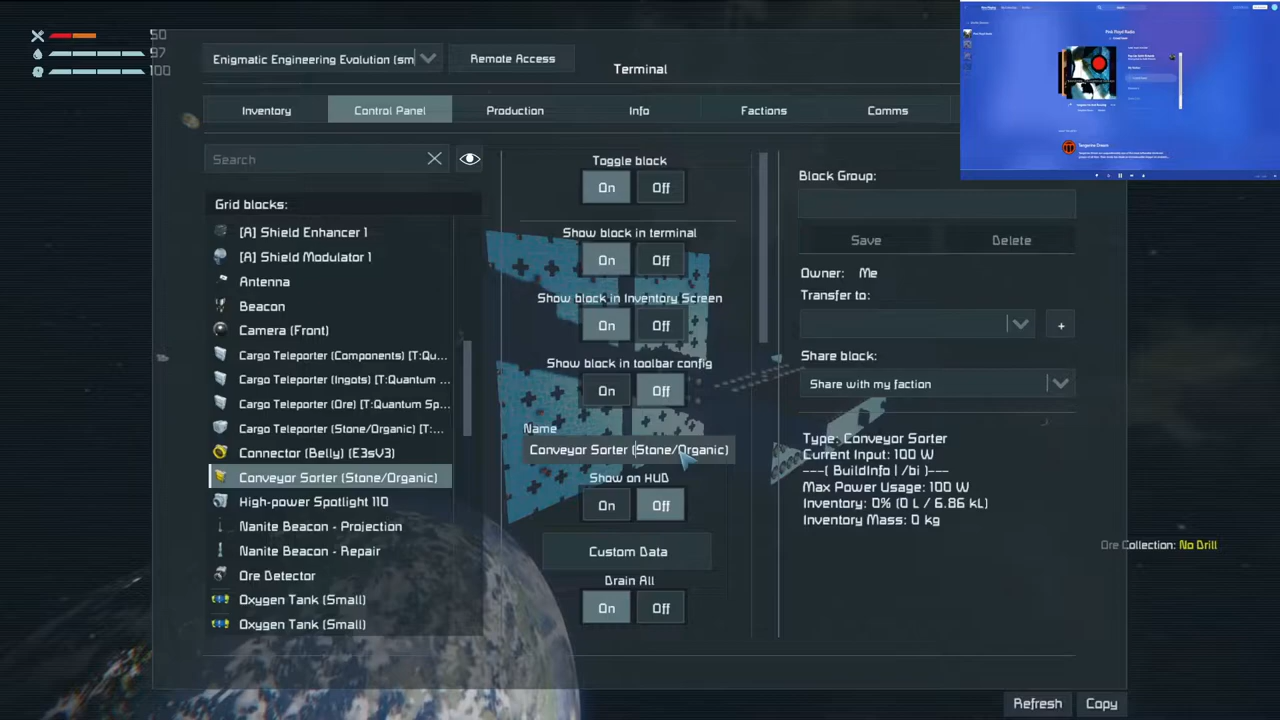 50
97
100
Enigmatic Engineering Evolution (sm
Remote Access
Terminal
Inventory
Control Panel
Production
Info
Factions
Comms
Search
Grid blocks:
[A] Shield Enhancer 1
[A] Shield Modulator 1
Antenna
Beacon
Camera (Front)
Cargo Teleporter (Components) [T:Qu...
Cargo Teleporter (Ingots) [T:Quantum ...
Cargo Teleporter (Ore) [T:Quantum Sp...
Cargo Teleporter (Stone/Organic) [T:...
Connector (Belly) (E3sV3)
Conveyor Sorter (Stone/Organic)
High-power Spotlight 110
Nanite Beacon - Projection
Nanite Beacon - Repair
Ore Detector
Oxygen Tank (Small)
Oxygen Tank (Small)
Toggle block
On Off
Show block in terminal
On Off
Show block in Inventory Screen
On Off
Show block in toolbar config
On Off
Name
Conveyor Sorter (Stone/Organic)
Show on HUD
On Off
Custom Data
Drain All
On Off
Block Group:
Save Delete
Owner: Me
Transfer to:
+
Share block:
Share with my faction
Type: Conveyor Sorter
Current Input: 100 W
---( BuildInfo | /bi )---
Max Power Usage: 100 W
Inventory: 0% (0 L / 6.86 kL)
Inventory Mass: 0 kg
Ore Collection: No Drill
Refresh Copy
Pink Floyd Radio
Tangerine Dream